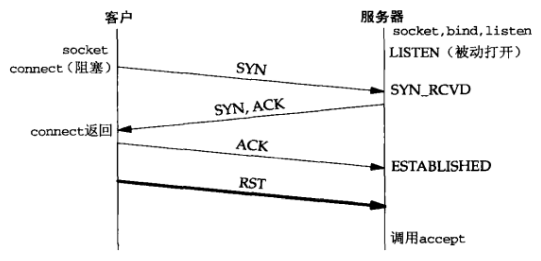 客户
服务器
socket,bind,listen
socket
LISTEN（被动打开）
connect（阻塞）
SYN
SYN_RCVD
SYN, ACK
connect返回
ACK
ESTABLISHED
RST
调用accept